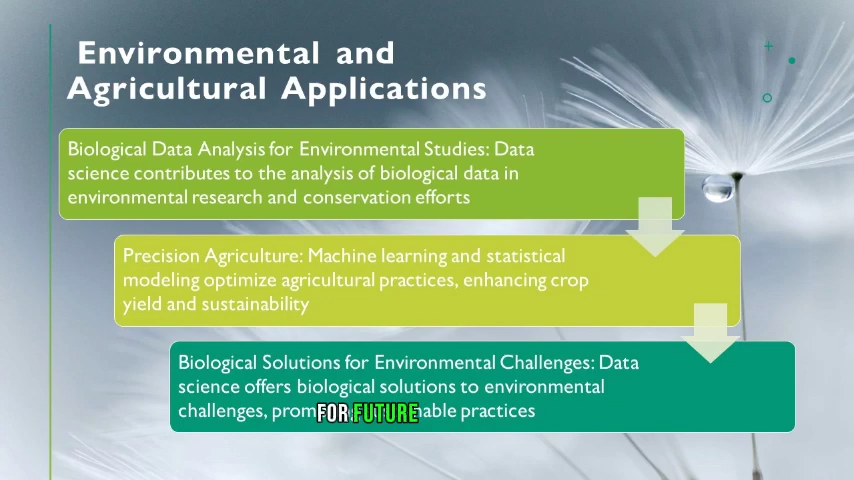 Environmental and
Agricultural Applications
Biological Data Analysis for Environmental Studies: Data
science contributes to the analysis of biological data in
environmental research and conservation efforts
Precision Agriculture: Machine learning and statistical
modeling optimize agricultural practices, enhancing crop
yield and sustainability
Biological Solutions for Environmental Challenges: Data
science offers biological solutions to environmental
challenges, practices
FOR FUTURE